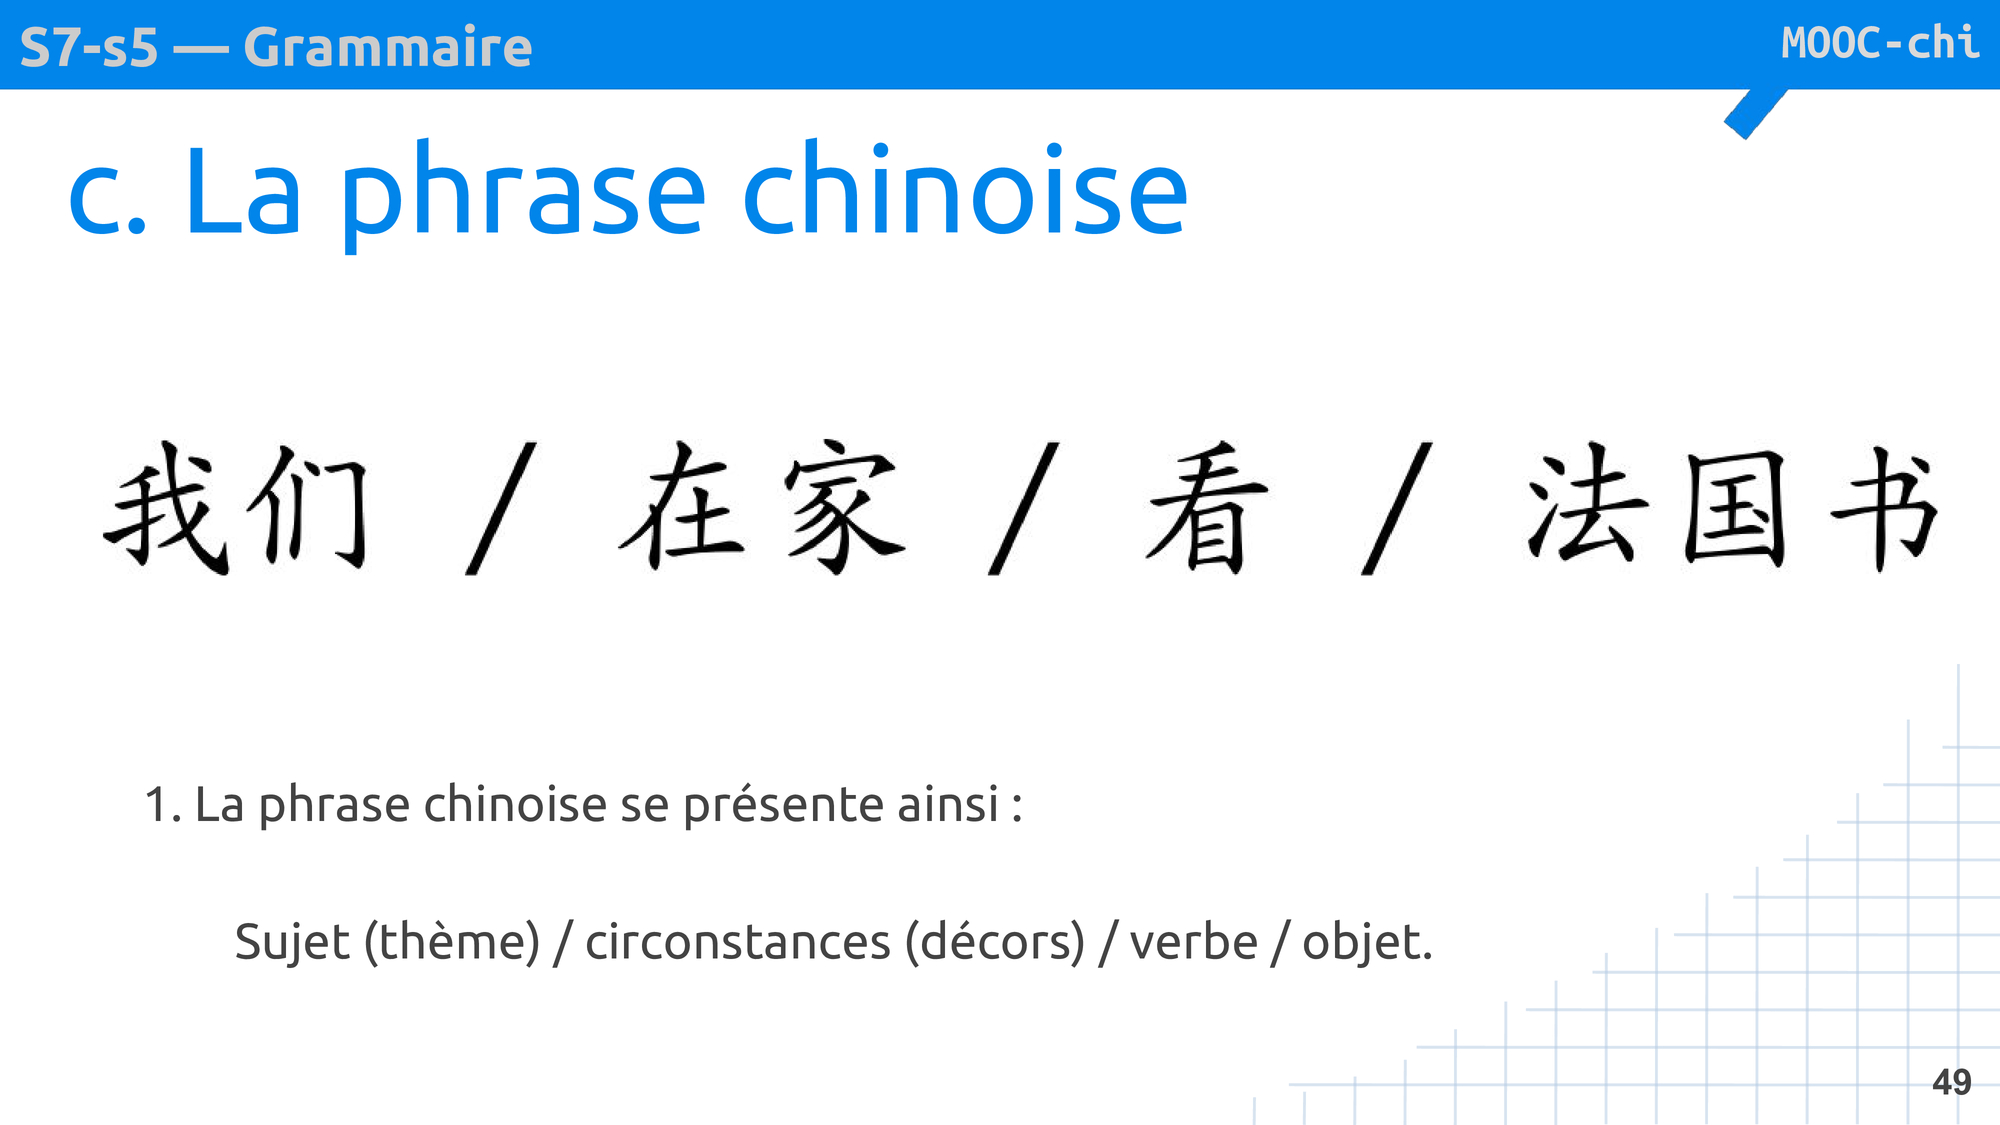 S7-s5 — Grammaire
MOOC-chi
c. La phrase chinoise
我们 / 在家 / 看 / 法国书
1. La phrase chinoise se présente ainsi :
Sujet (thème) / circonstances (décors) / verbe / objet.
49